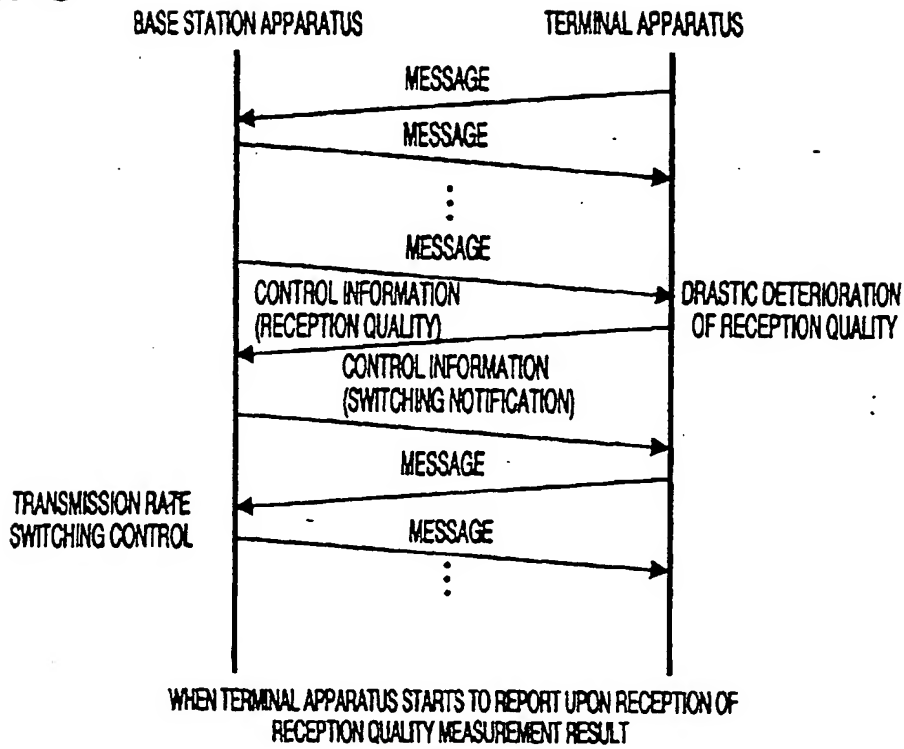 BASE STATION APPARATUS
TERMINAL APPARATUS
MESSAGE
MESSAGE
MESSAGE
CONTROL INFORMATION
(RECEPTION QUALITY)
DRASTIC DETERIORATION
OF RECEPTION QUALITY
CONTROL INFORMATION
(SWITCHING NOTIFICATION)
MESSAGE
TRANSMISSION RATE
SWITCHING CONTROL
MESSAGE
WHEN TERMINAL APPARATUS STARTS TO REPORT UPON RECEPTION OF
RECEPTION QUALITY MEASUREMENT RESULT